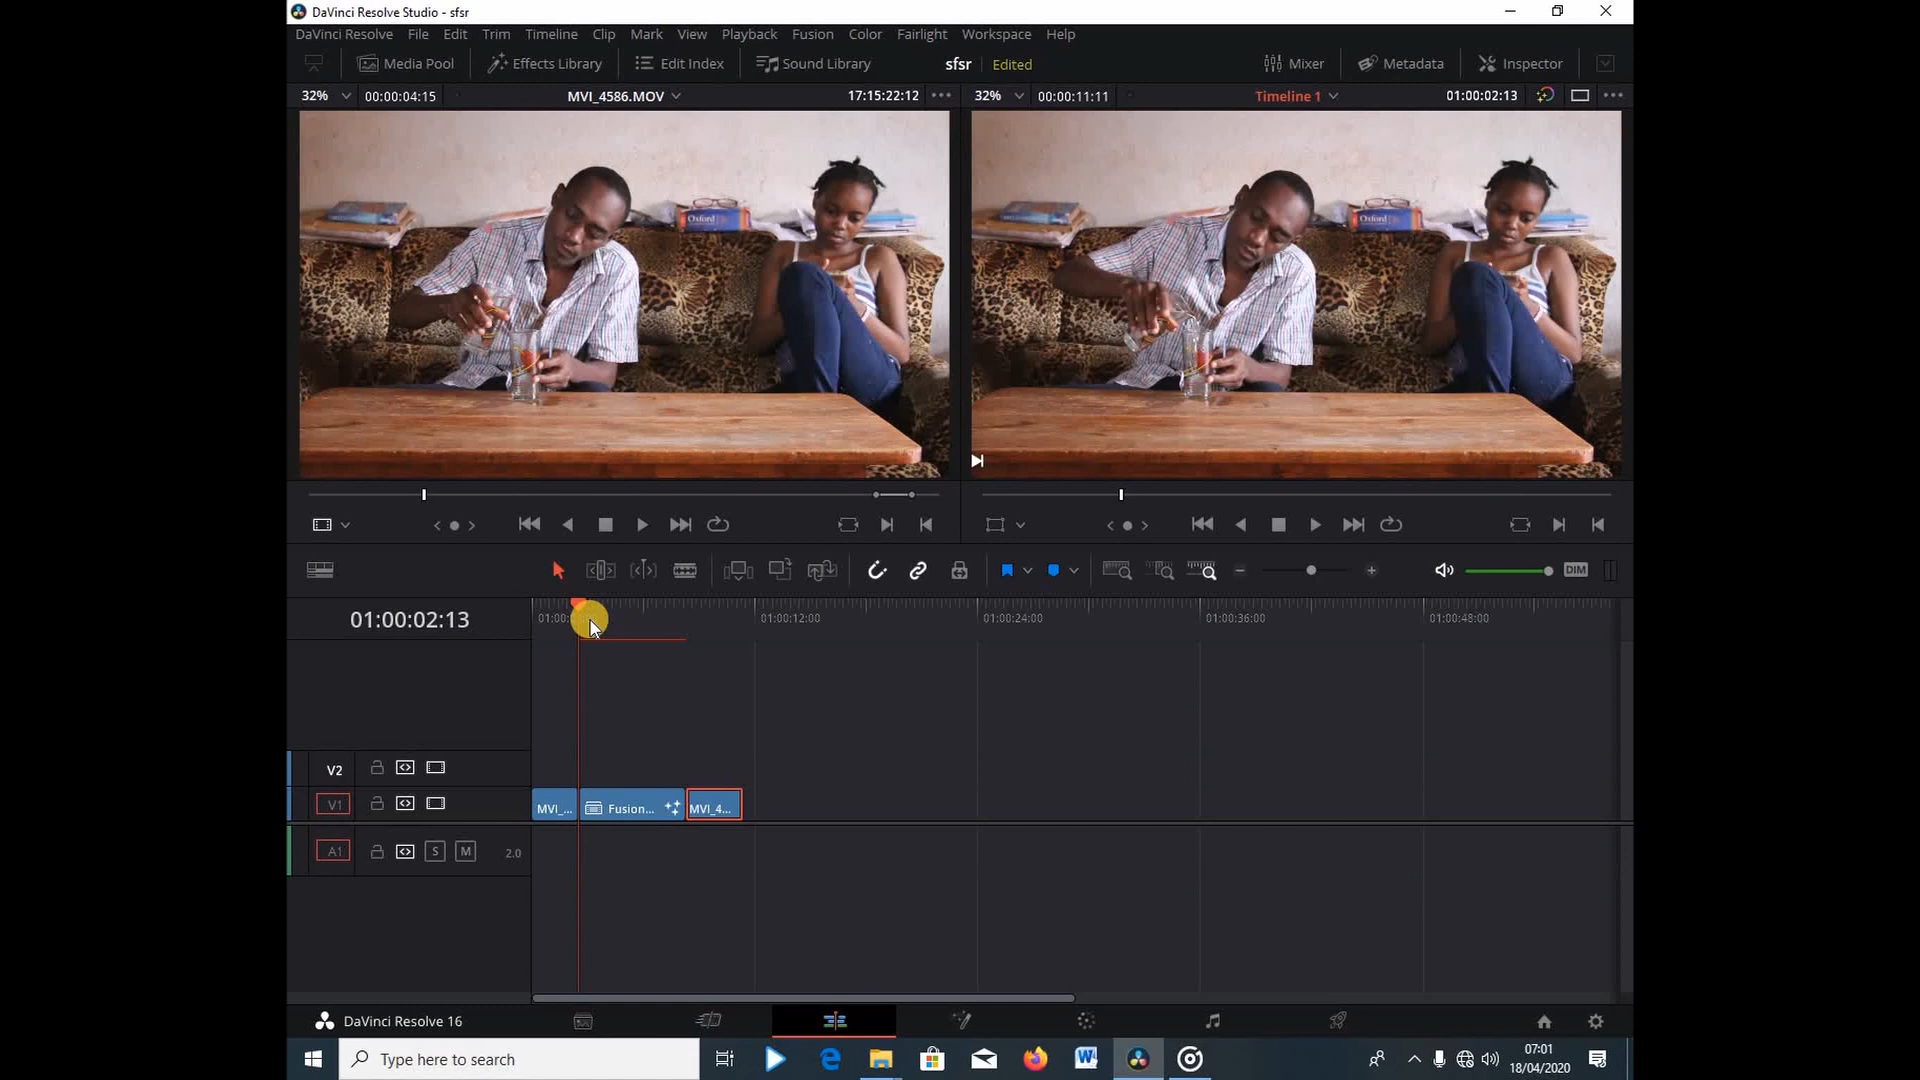 DaVinci Resolve Studio - sfsr
DaVinci Resolve File Edit Trim Timeline Clip Mark View Playback Fusion Color Fairlight Workspace Help
Media Pool Effects Library Edit Index Sound Library sfsr Edited Mixer Metadata Inspector
32% 00:00:04:15 MVI_4586.MOV 17:15:22:12 32% 00:00:11:11 Timeline 1 01:00:02:13
Oxford
Oxford
DIM
01:00:02:13
01:00:12:00 01:00:24:00 01:00:36:00 01:00:48:00
V2
V1 MVI_... Fusion... MVI_4...
A1 S M 2.0
DaVinci Resolve 16
Type here to search
07:01
18/04/2020